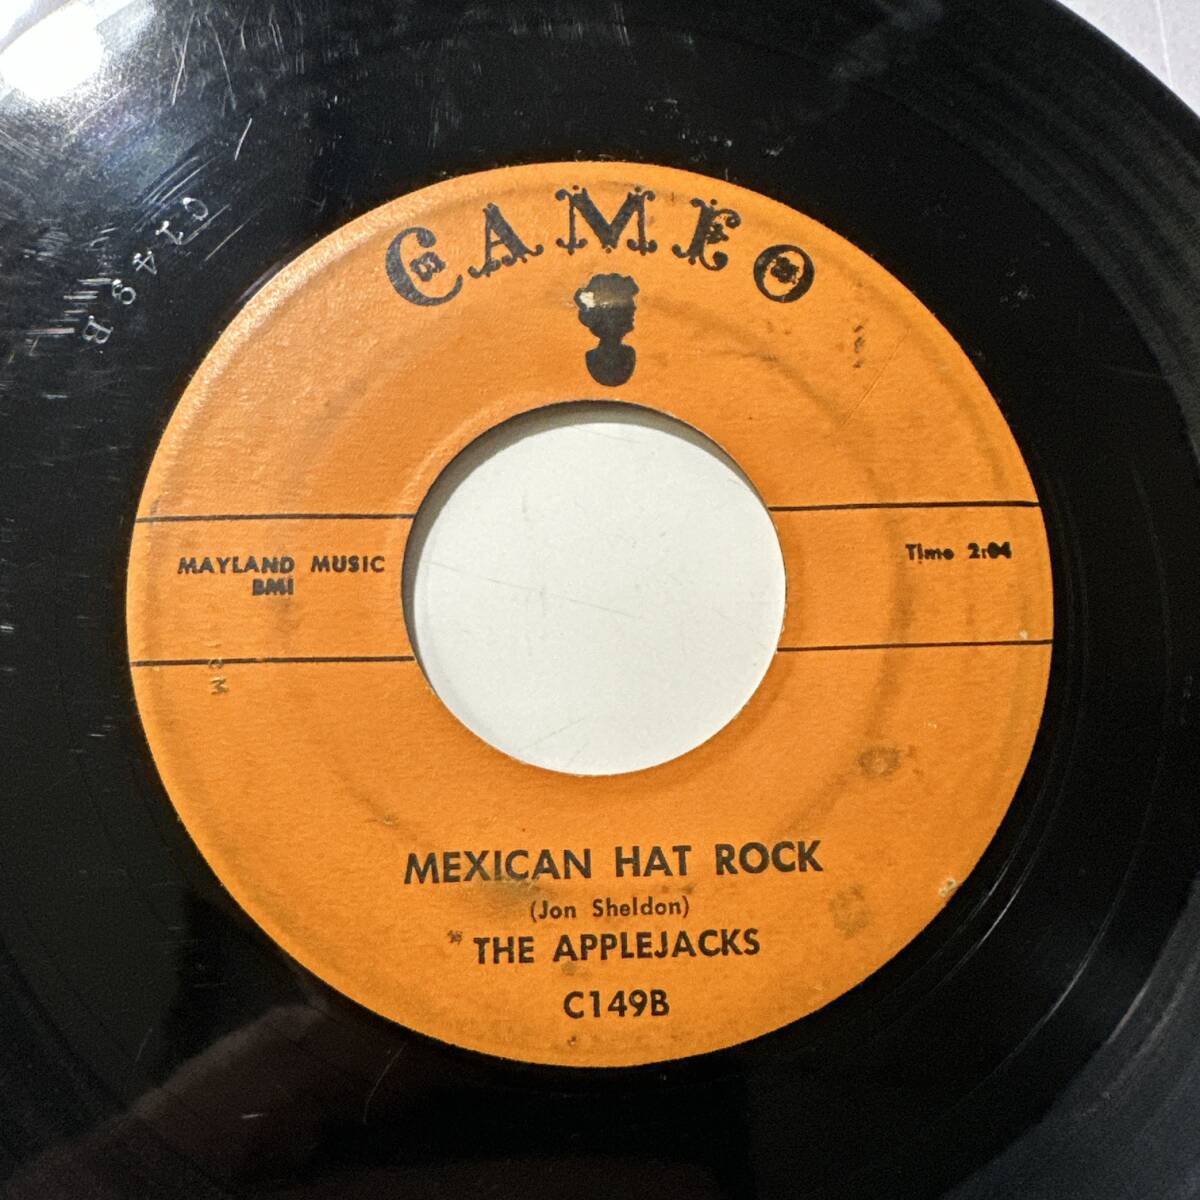 CAMEO
C149B
MAYLAND MUSIC
BMI
Time 2:04
MEXICAN HAT ROCK
(Jon Sheldon)
THE APPLEJACKS
C149B